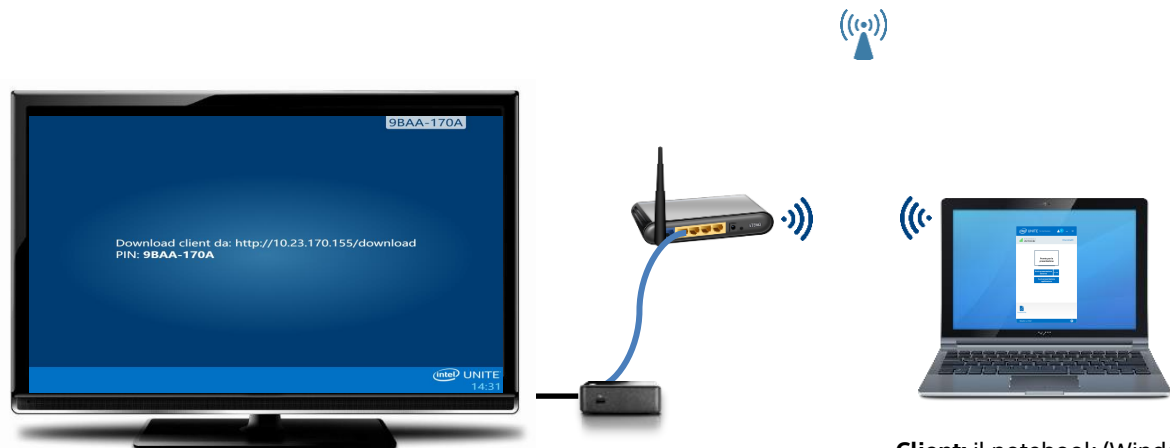 9BAA-170A
Download client da: http://10.23.170.155/download
PIN: 9BAA-170A
intel UNITE
14:31
UNITE
Client: il notebook (Wind